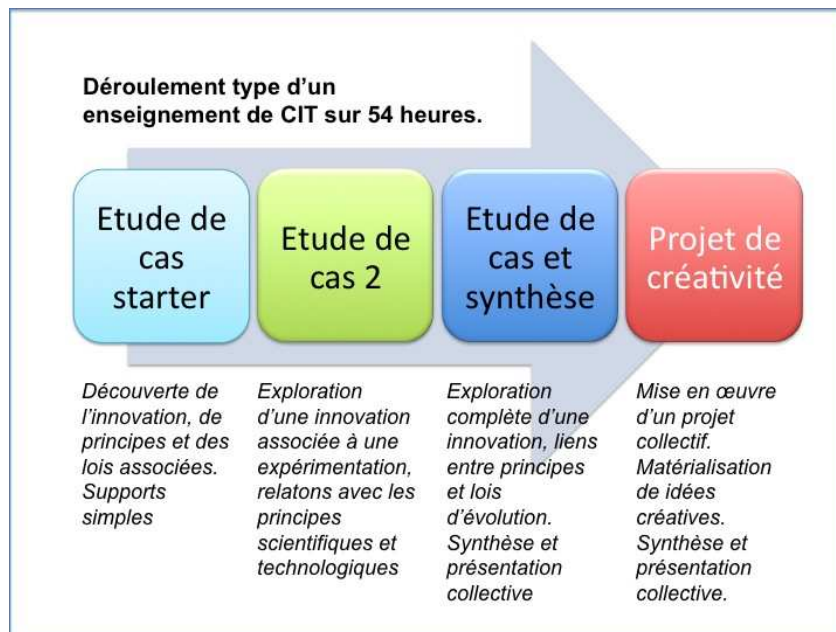 Déroulement type d'un
enseignement de CIT sur 54 heures.
Etude de
cas
starter
Etude de
cas 2
Etude de
cas et
synthèse
Projet de
créativité
Découverte de
l'innovation, de
principes et des
lois associées.
Supports
simples
Exploration
d'une innovation
associée à une
expérimentation,
relatons avec les
principes
scientifiques et
technologiques
Exploration
complète d'une
innovation, liens
entre principes
et lois
d'évolution.
Synthèse et
présentation
collective
Mise en œuvre
d'un projet
collectif.
Matérialisation
de idées
créatives.
Synthèse et
présentation
collective.